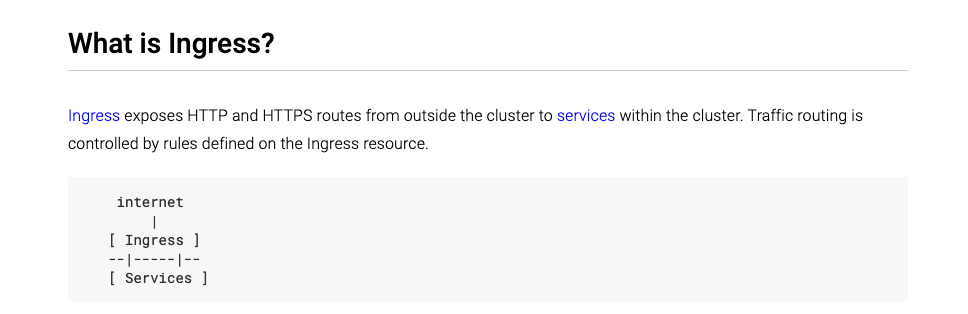 What is Ingress?
Ingress exposes HTTP and HTTPS routes from outside the cluster to services within the cluster. Traffic routing is
controlled by rules defined on the Ingress resource.
    internet
        |
   [ Ingress ]
   --|-----|--
   [ Services ]